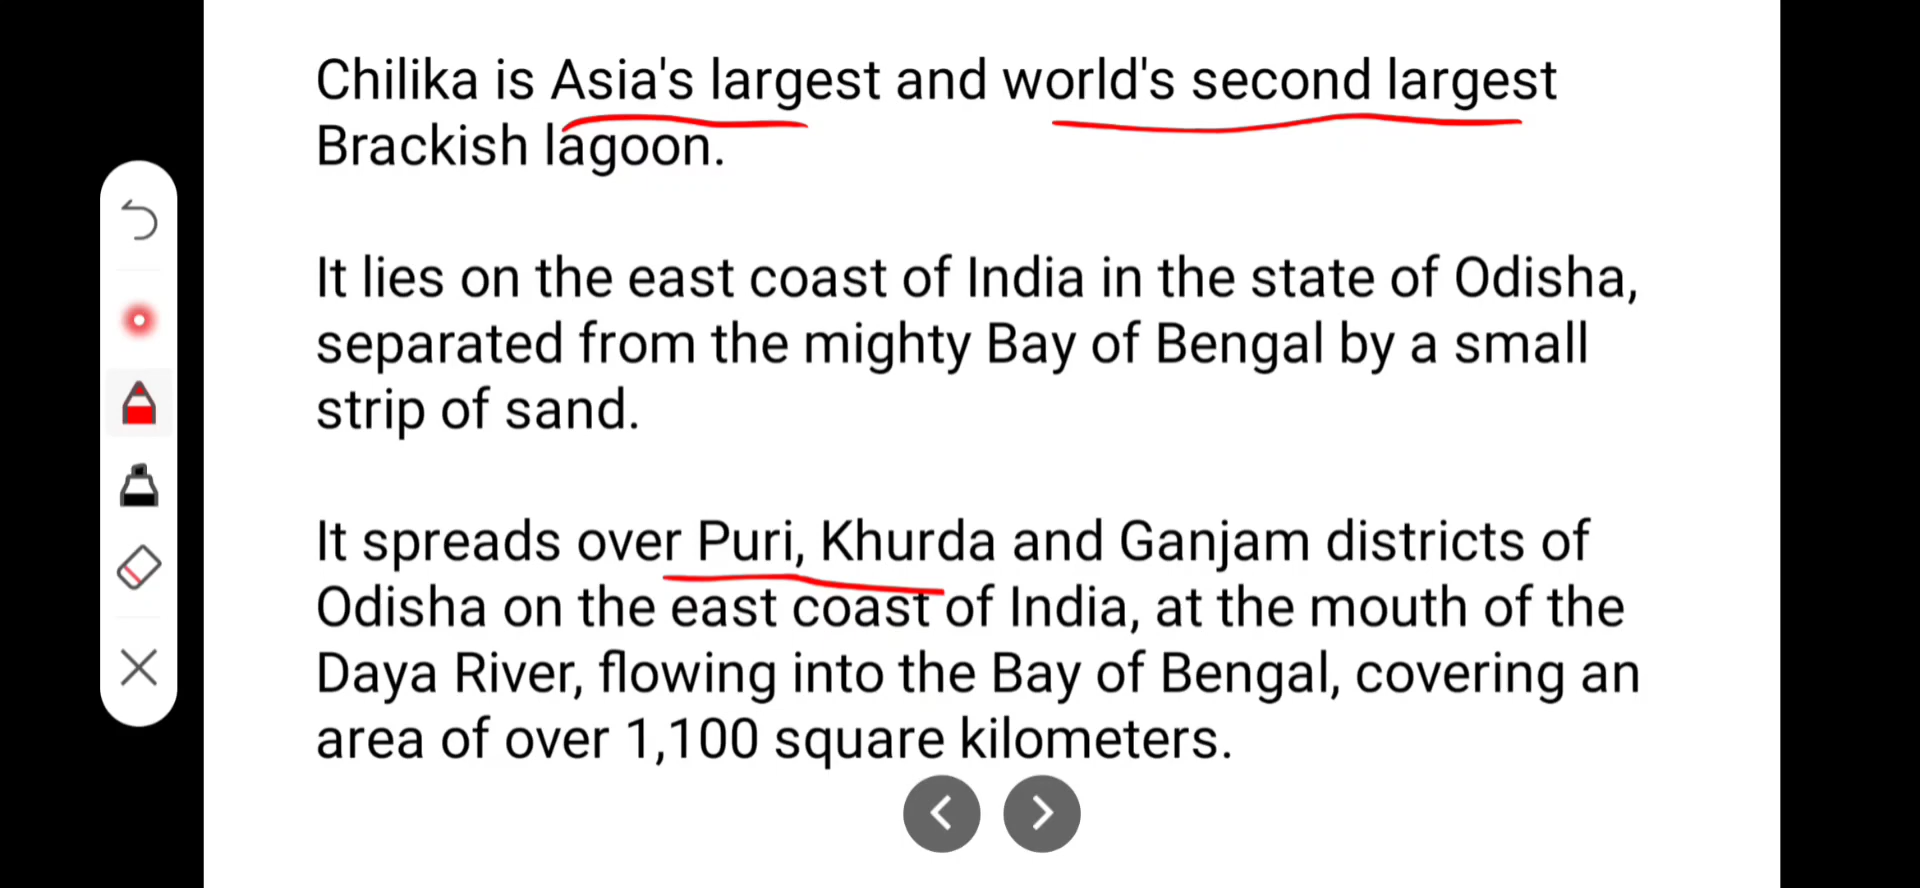 Chilika is Asia's largest and world's second largest
Brackish lagoon.
It lies on the east coast of India in the state of Odisha,
separated from the mighty Bay of Bengal by a small
strip of sand.
It spreads over Puri, Khurda and Ganjam districts of
Odisha on the east coast of India, at the mouth of the
Daya River, flowing into the Bay of Bengal, covering an
area of over 1,100 square kilometers.